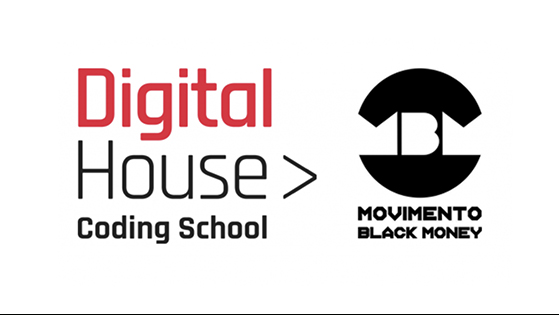 Digital
House >
Coding School
B
MOVIMENTO
BLACK MONEY